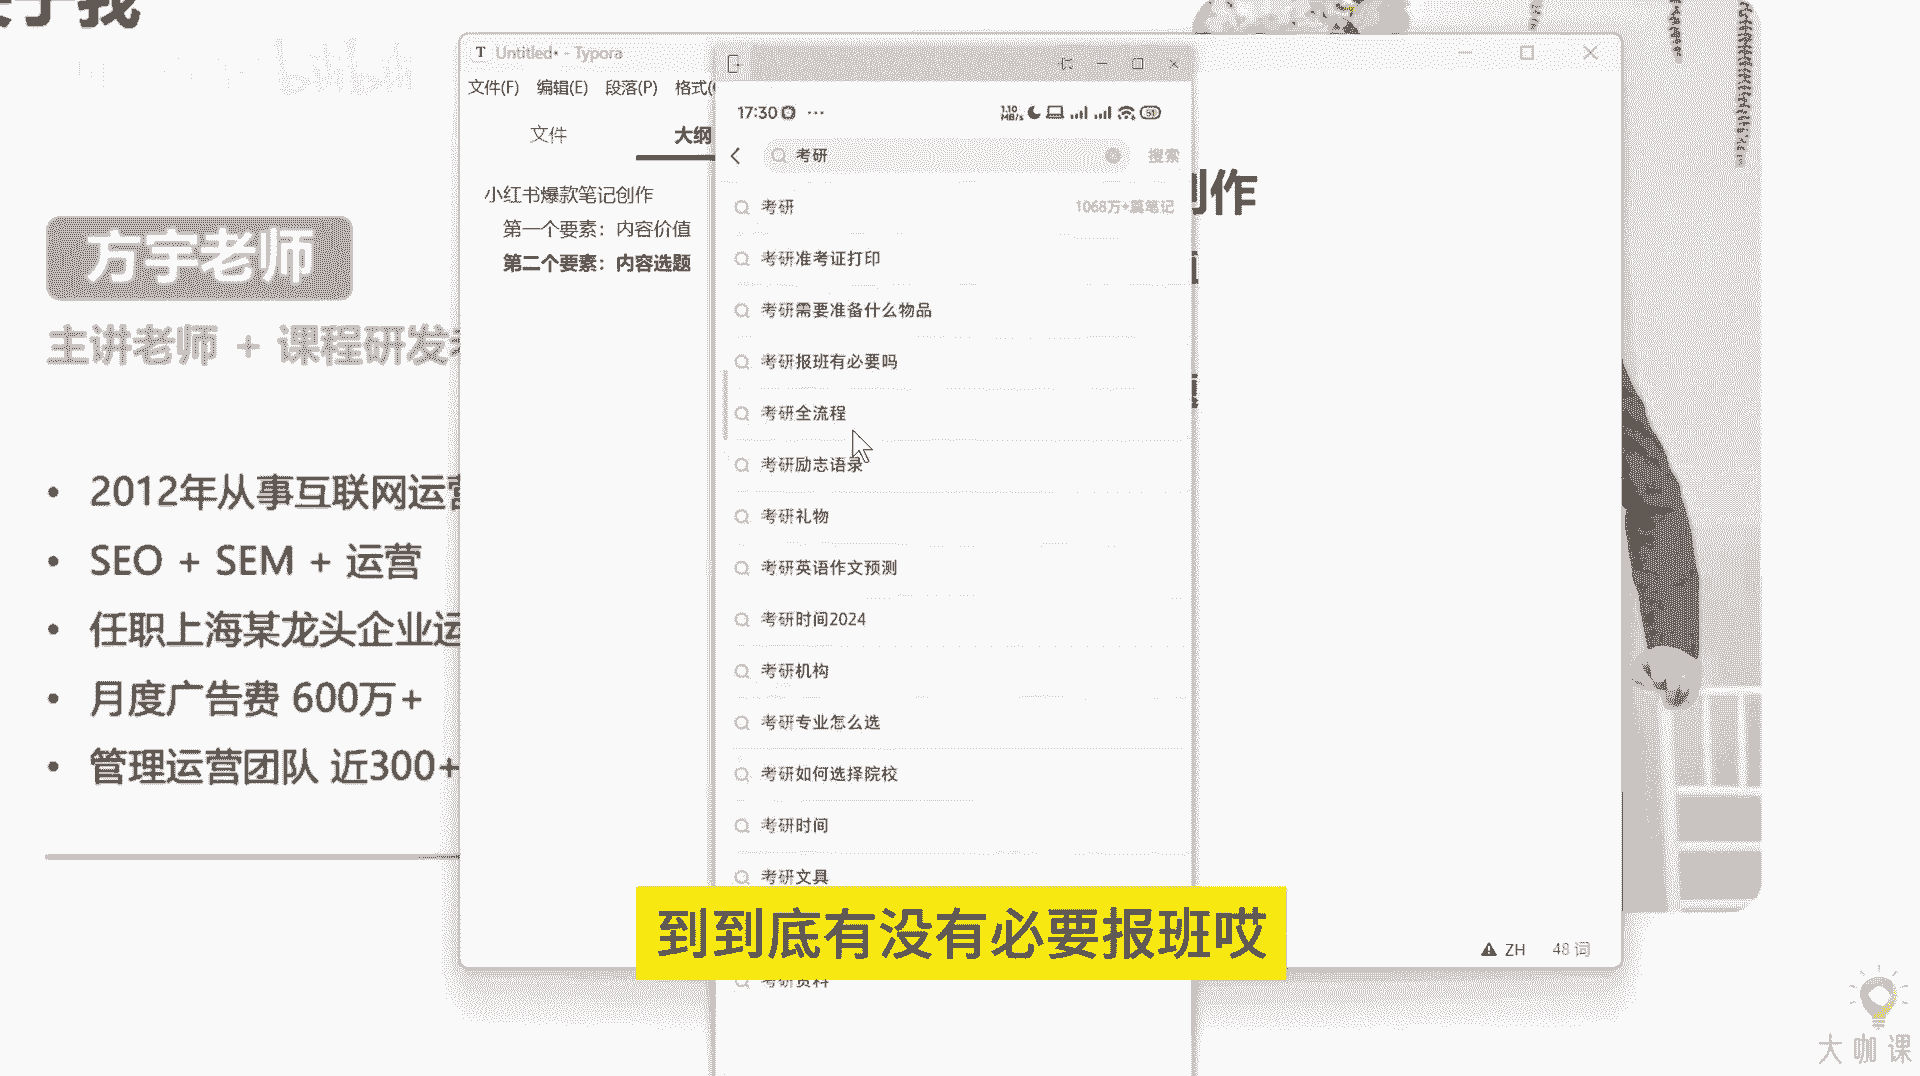 于我
bilibili
方宇老师
主讲老师 + 课程研发
2012年从事互联网运营
SEO + SEM + 运营
任职上海某龙头企业运
月度广告费 600万+
管理运营团队 近300+
T Untitled• - Typora
文件(F) 编辑(E) 段落(P) 格式(
文件
大纲
小红书爆款笔记创作
第一个要素：内容价值
第二个要素：内容选题
17:30
1.10 MB/s
51
考研
搜索
考研
1068万+篇笔记
考研准考证打印
考研需要准备什么物品
考研报班有必要吗
考研全流程
考研励志语录
考研礼物
考研英语作文预测
考研时间2024
考研机构
考研专业怎么选
考研如何选择院校
考研时间
考研文具
考研资料
创作
到到底有没有必要报班哎
ZH 48 词
大咖课